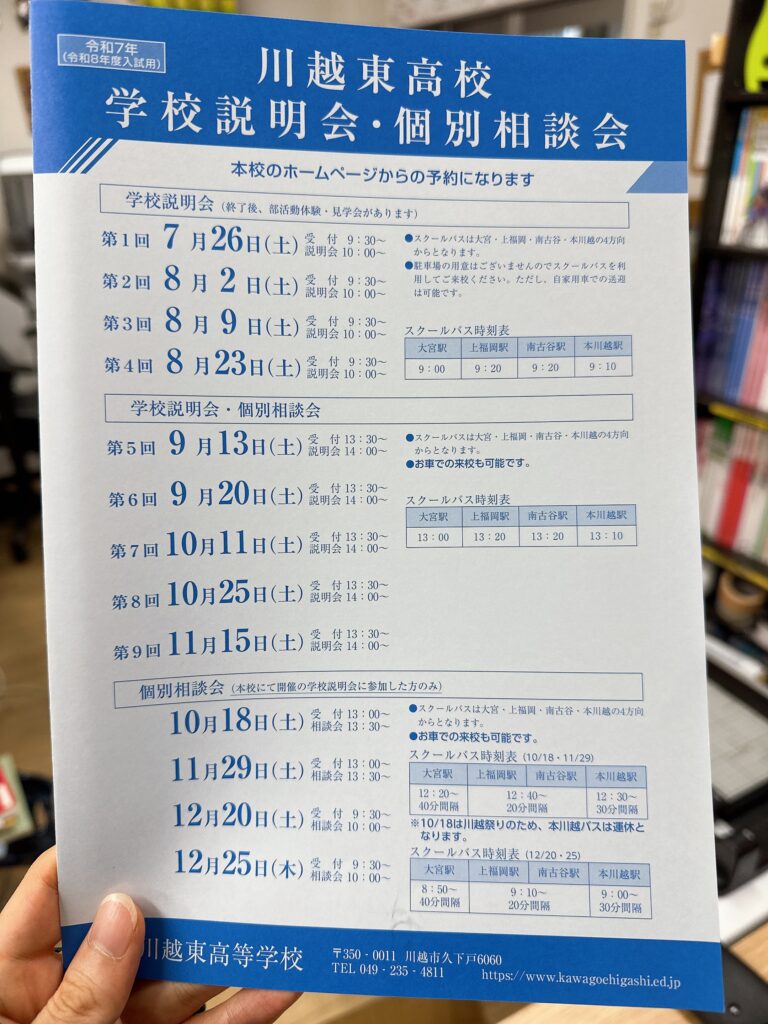 令和7年
(令和8年度入試用)
川越東高校
学校説明会・個別相談会
本校のホームページからの予約になります
学校説明会(終了後、部活動体験・見学会があります)
第1回 7月26日(土) 受 付 9:30~
説明会 10:00~
第2回 8月 2日(土) 受 付 9:30~
説明会 10:00~
第3回 8月 9日(土) 受 付 9:30~
説明会 10:00~
第4回 8月23日(土) 受 付 9:30~
説明会 10:00~
●スクールバスは大宮・上福岡・南古谷・本川越の4方向
からとなります。
●駐車場の用意はございませんのでスクールバスを利
用してご来校ください。ただし、自家用車での送迎
は可能です。
スクールバス時刻表
大宮駅 上福岡駅 南古谷駅 本川越駅
9:00 9:20 9:20 9:10
学校説明会・個別相談会
第5回 9月13日(土) 受 付 13:30~
説明会 14:00~
第6回 9月20日(土) 受 付 13:30~
説明会 14:00~
第7回 10月11日(土) 受 付 13:30~
説明会 14:00~
第8回 10月25日(土) 受 付 13:30~
説明会 14:00~
第9回 11月15日(土) 受 付 13:30~
説明会 14:00~
●スクールバスは大宮・上福岡・南古谷・本川越の4方向
からとなります。
●お車での来校も可能です。
スクールバス時刻表
大宮駅 上福岡駅 南古谷駅 本川越駅
13:00 13:20 13:20 13:10
個別相談会(本校にて開催の学校説明会に参加した方のみ)
10月18日(土) 受 付 13:00~
相談会 13:30~
11月29日(土) 受 付 13:00~
相談会 13:30~
12月20日(土) 受 付 9:30~
相談会 10:00~
12月25日(木) 受 付 9:30~
相談会 10:00~
●スクールバスは大宮・上福岡・南古谷・本川越の4方向
からとなります。
●お車での来校も可能です。
スクールバス時刻表(10/18・11/29)
大宮駅 上福岡駅 南古谷駅 本川越駅
12:20~ 12:40~ 12:30~
40分間隔 20分間隔 30分間隔
※10/18は川越祭りのため、本川越バスは運休と
なります。
スクールバス時刻表(12/20・25)
大宮駅 上福岡駅 南古谷駅 本川越駅
8:50~ 9:10~ 9:00~
40分間隔 20分間隔 30分間隔
川越東高等学校
〒350-0011 川越市久下戸6060
TEL 049-235-4811
https://www.kawagoehigashi.ed.jp